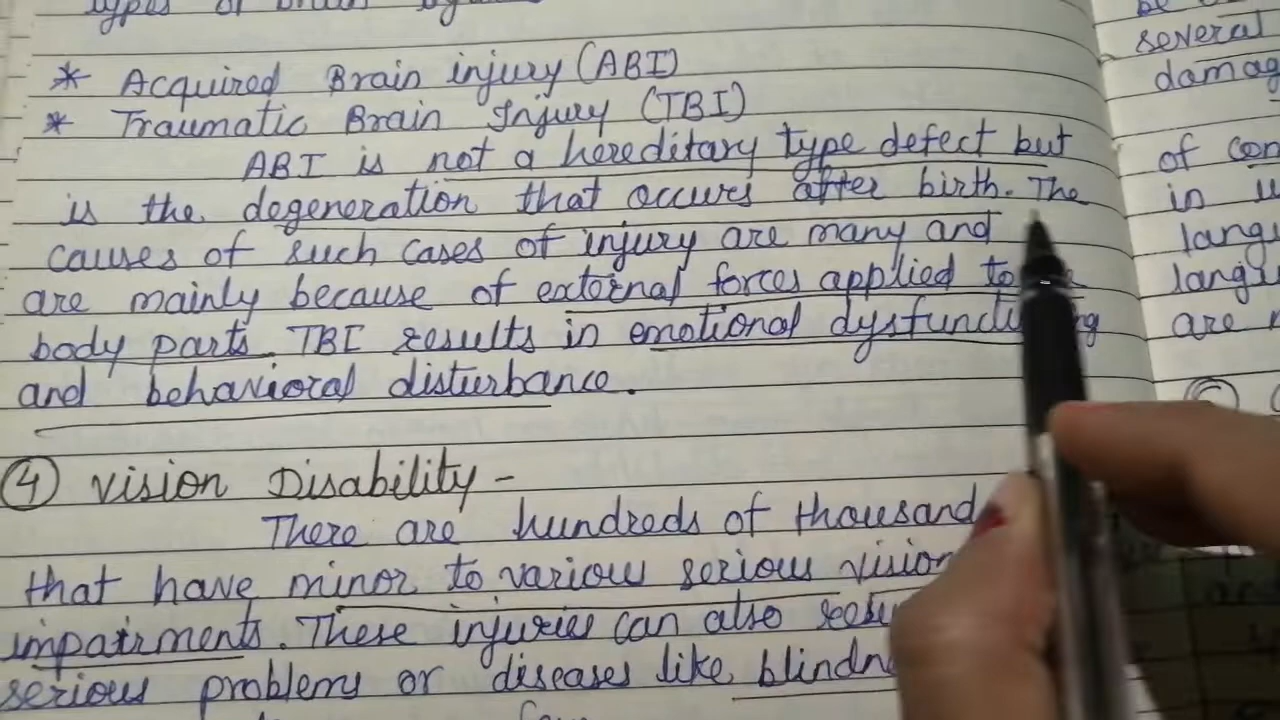 types of brain
* Acquired Brain injury (ABI)
* Traumatic Brain Injury (TBI)
ABI is not a hereditary type defect but
is the degeneration that occurs after birth. The
causes of such cases of injury are many and
are mainly because of external forces applied to
body parts. TBI results in emotional
and behavioral disturbance.
4 Vision Disability -
There are hundreds of thousand
that have minor to various serious vision
impairments. These injuries can also
serious problems or diseases like
several
of
in
are